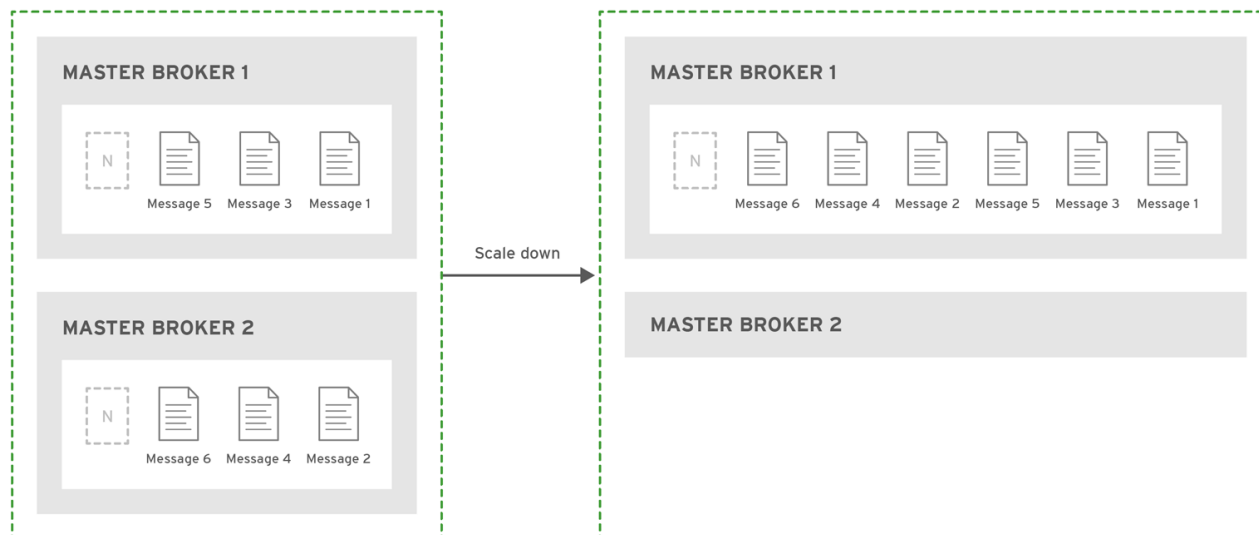 MASTER BROKER 1
N
Message 5 Message 3 Message 1
MASTER BROKER 2
N
Message 6 Message 4 Message 2
Scale down
MASTER BROKER 1
N
Message 6 Message 4 Message 2 Message 5 Message 3 Message 1
MASTER BROKER 2